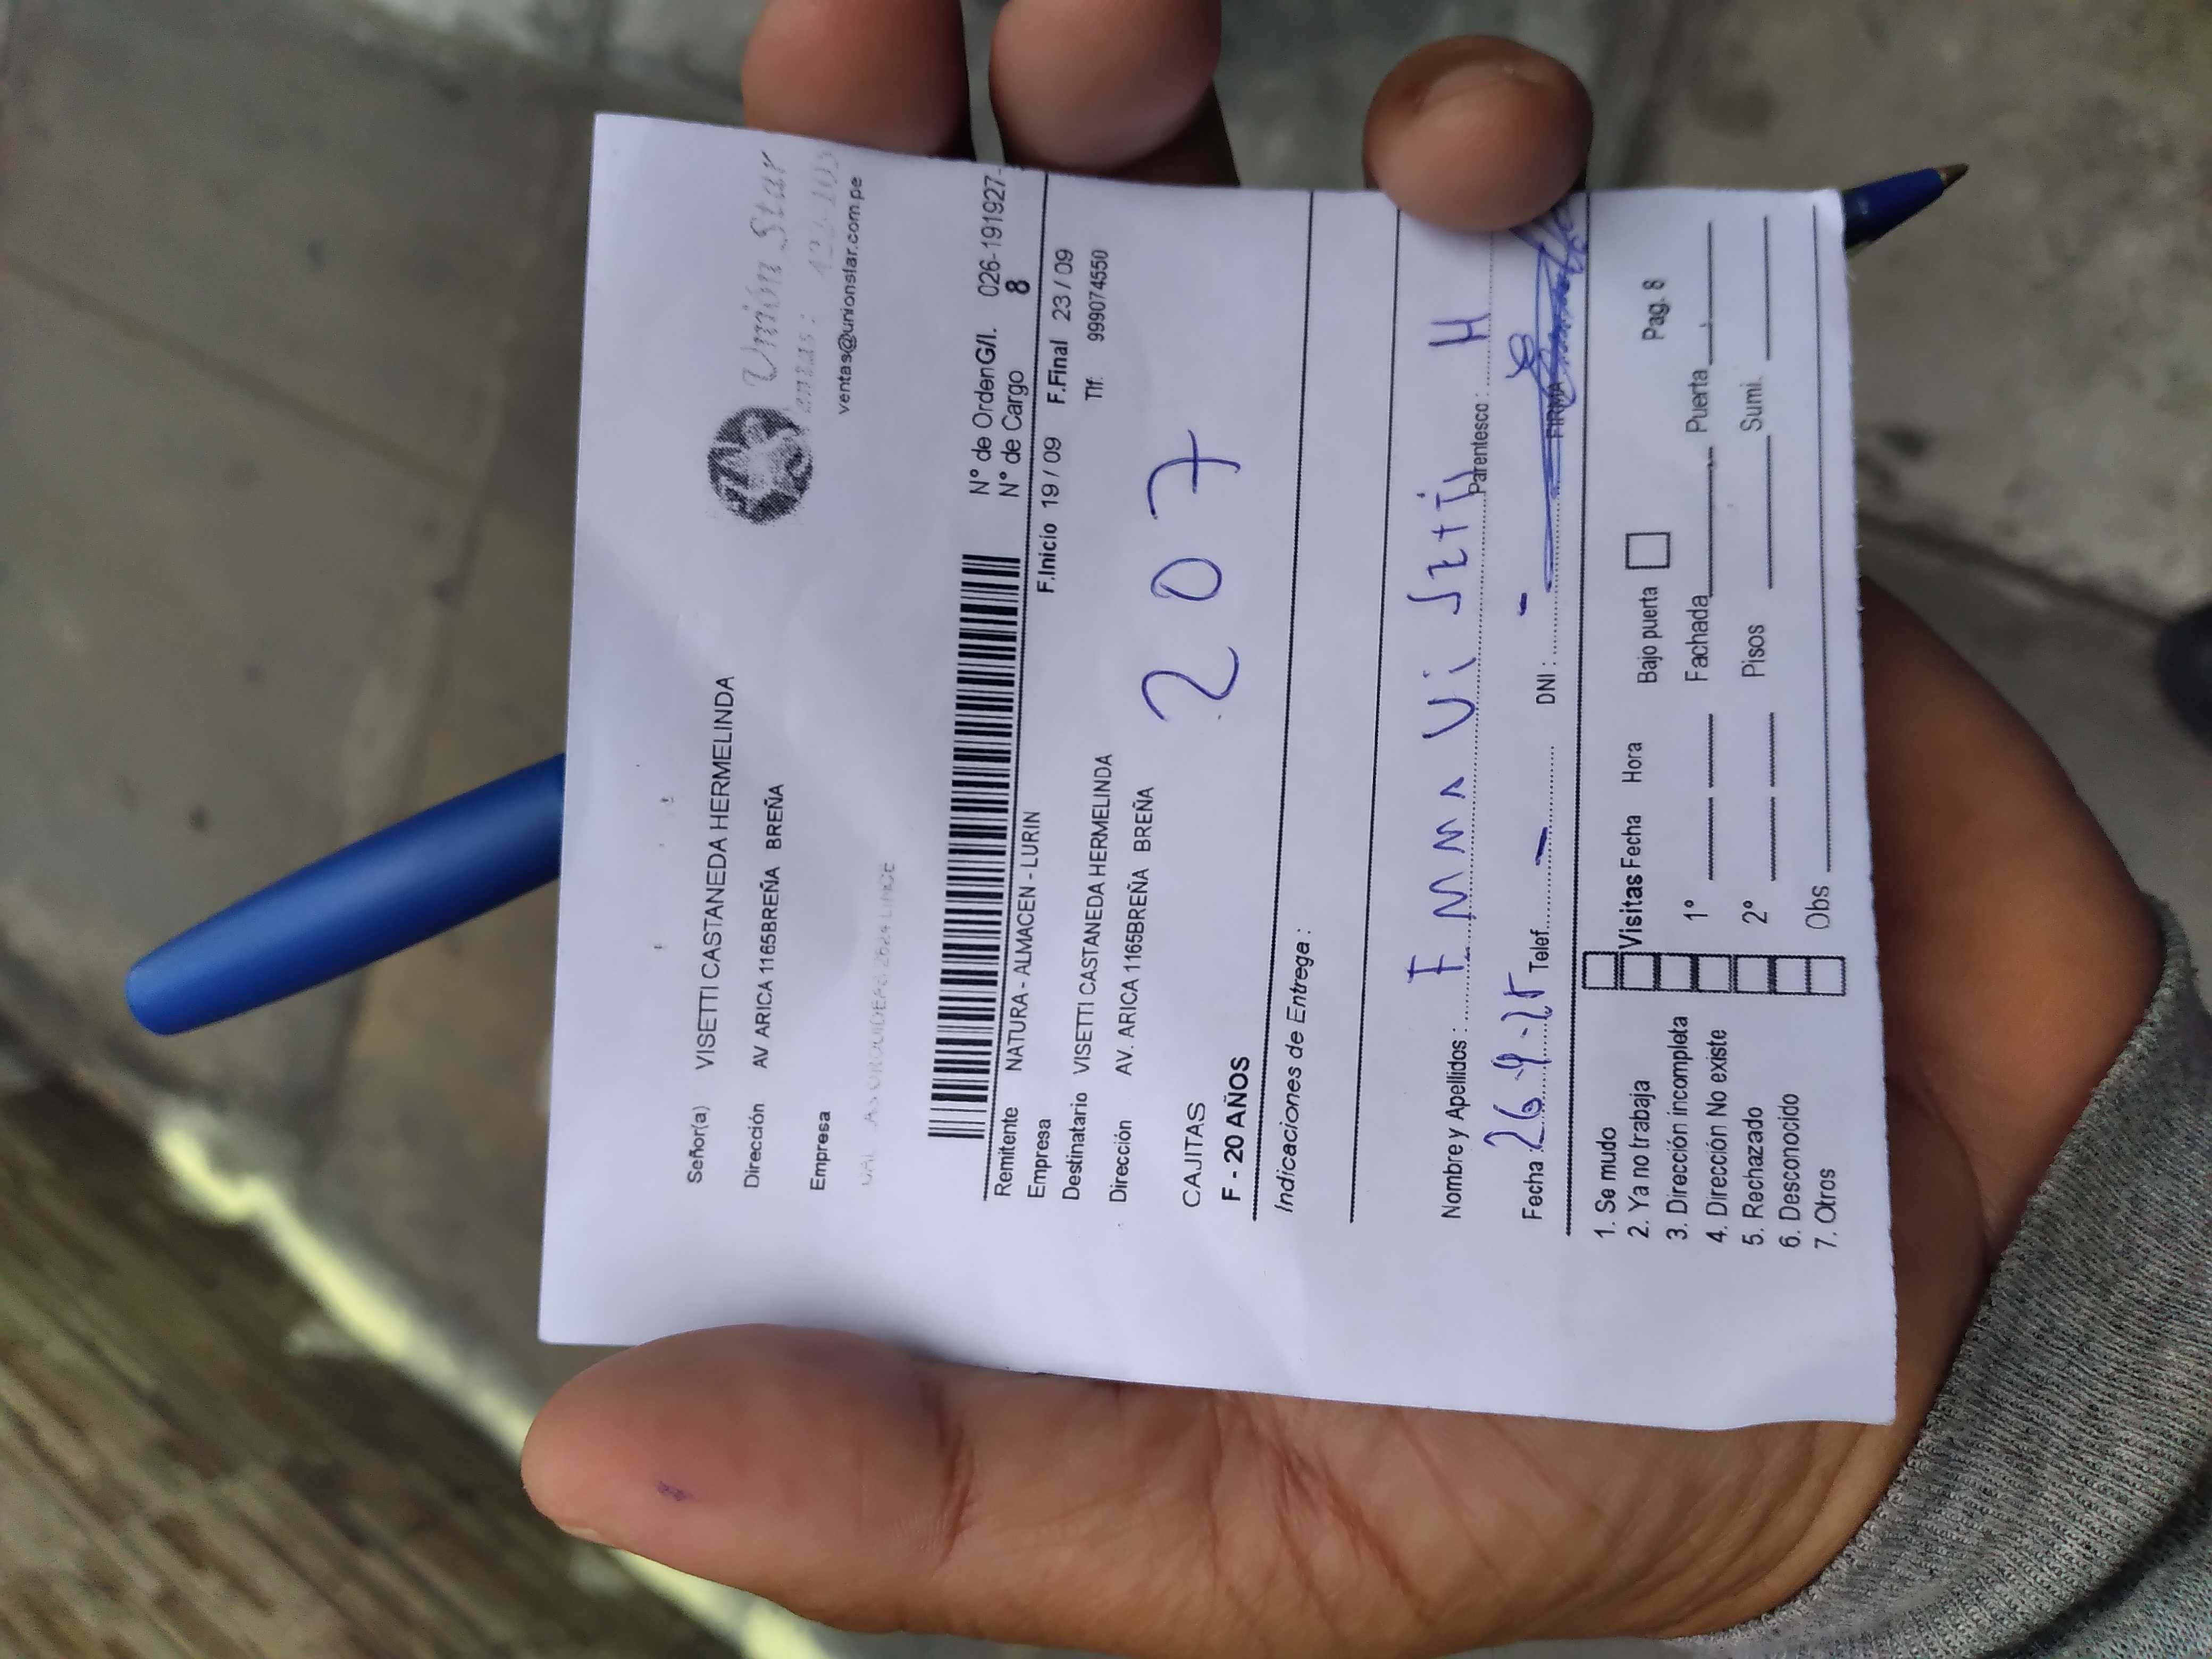 Unión Star
ventas@unionstar.com.pe
Señor(a) VISETTI CASTANEDA HERMELINDA
Dirección AV ARICA 1165BREÑA BREÑA
Empresa
N° de OrdenG/I. 026-191927-
N° de Cargo 8
Remitente NATURA - ALMACEN - LURIN
F.Inicio 19 / 09 F.Final 23 / 09
Empresa
Destinatario VISETTI CASTANEDA HERMELINDA Tlf: 999074550
Dirección AV. ARICA 1165BREÑA BREÑA
207
CAJITAS
F - 20 AÑOS
Indicaciones de Entrega :
Nombre y Apellidos : Emma Visetti Parentesco : H
Fecha : 26-9-25 Telef. - DNI : - FIRMA
1. Se mudo
2. Ya no trabaja
3. Dirección incompleta
4. Dirección No existe
5. Rechazado
6. Desconocido
7. Otros
Visitas Fecha Hora Bajo puerta Pag. 8
1° Fachada Puerta
2° Pisos Sumi.
Obs